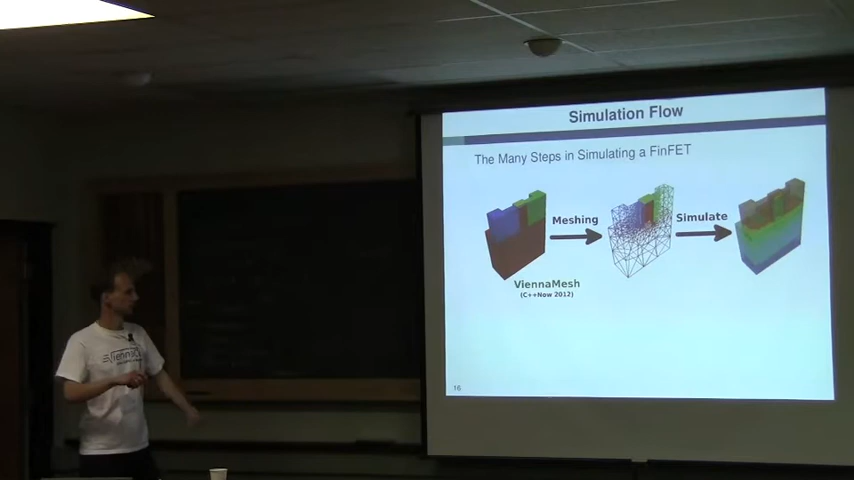 Simulation Flow
The Many Steps in Simulating a FinFET
Meshing
Simulate
ViennaMesh
(C++Now 2012)
16